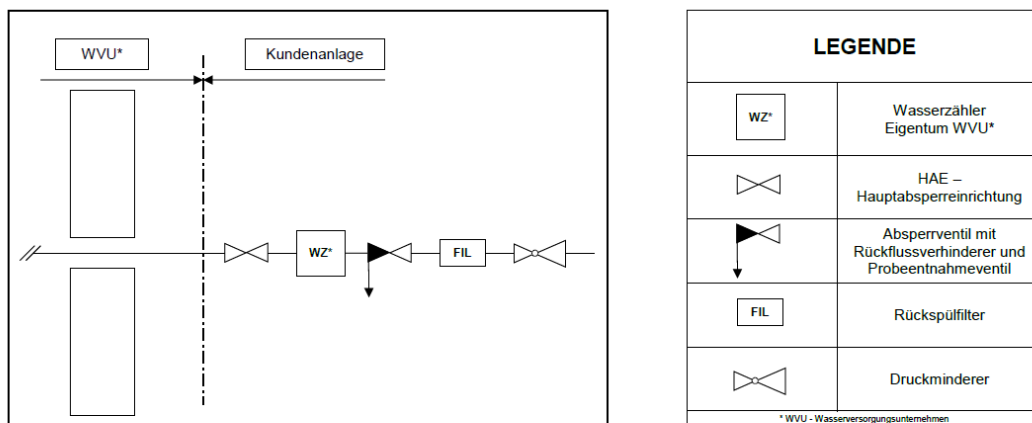 WVU*
Kundenanlage
WZ*
FIL
LEGENDE
WZ*
Wasserzähler
Eigentum WVU*
HAE –
Hauptabsperreinrichtung
Absperrventil mit
Rückflussverhinderer und
Probeentnahmeventil
FIL
Rückspülfilter
Druckminderer
* WVU - Wasserversorgungsunternehmen